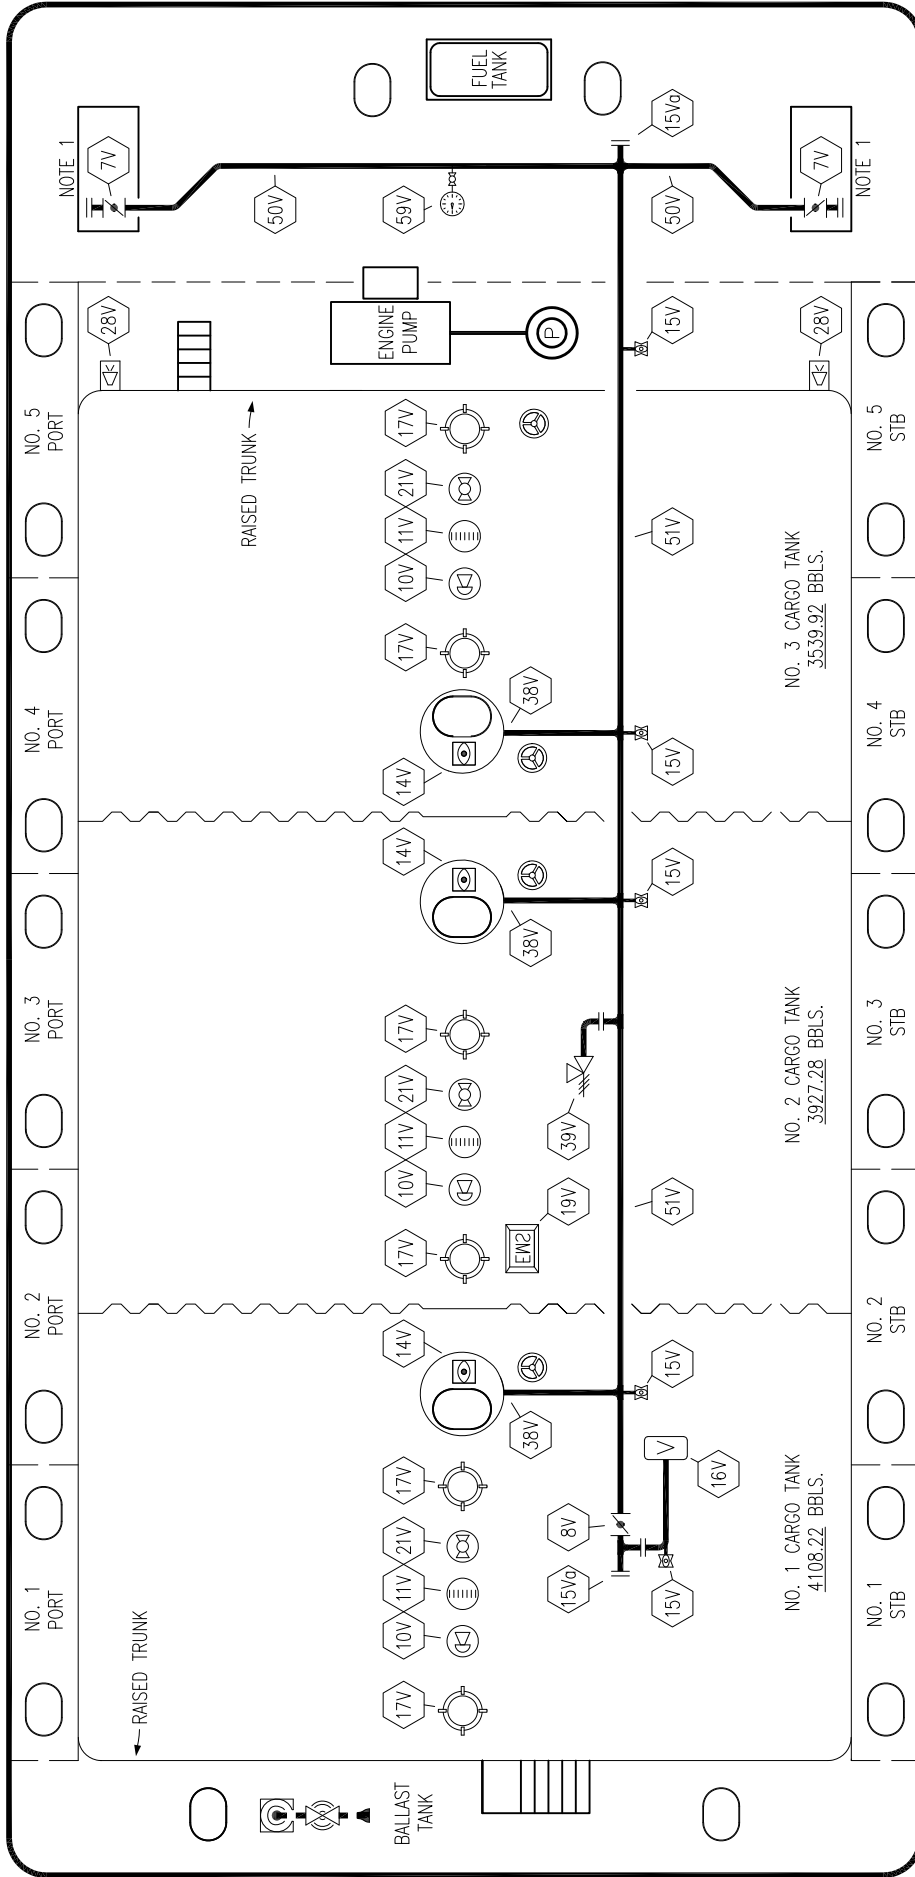 NO. 1
PORT
NO. 2
PORT
NO. 3
PORT
NO. 4
PORT
NO. 5
PORT
NOTE 1
28V
7V
RAISED TRUNK
RAISED TRUNK
50V
BALLAST
TANK
17V
10V
11V
21V
17V
14V
17V
10V
11V
21V
17V
14V
14V
17V
10V
11V
21V
17V
59V
ENGINE
PUMP
FUEL
TANK
38V
38V
38V
EM2
P
15Va
8V
19V
39V
V
15V
16V
15V
51V
15V
15V
51V
15V
50V
15Va
NO. 1 CARGO TANK
4108.22 BBLS.
NO. 2 CARGO TANK
3927.28 BBLS.
NO. 3 CARGO TANK
3539.92 BBLS.
28V
7V
NOTE 1
NO. 1
STB
NO. 2
STB
NO. 3
STB
NO. 4
STB
NO. 5
STB